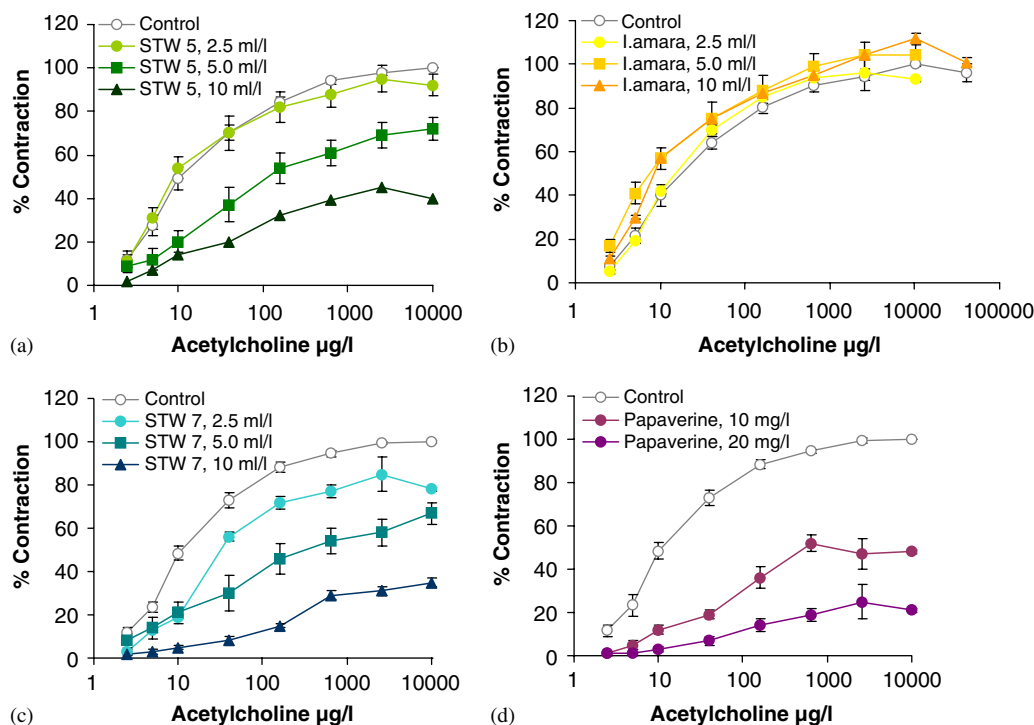 120
100
80
60
40
20
0
% Contraction
Control
STW 5, 2.5 ml/l
STW 5, 5.0 ml/l
STW 5, 10 ml/l
1 10 100 1000 10000
(a) Acetylcholine µg/l
120
100
80
60
40
20
0
% Contraction
Control
I.amara, 2.5 ml/l
I.amara, 5.0 ml/l
I.amara, 10 ml/l
1 10 100 1000 10000 100000
(b) Acetylcholine µg/l
120
100
80
60
40
20
0
% Contraction
Control
STW 7, 2.5 ml/l
STW 7, 5.0 ml/l
STW 7, 10 ml/l
1 10 100 1000 10000
(c) Acetylcholine µg/l
120
100
80
60
40
20
0
% Contraction
Control
Papaverine, 10 mg/l
Papaverine, 20 mg/l
1 10 100 1000 10000
(d) Acetylcholine µg/l